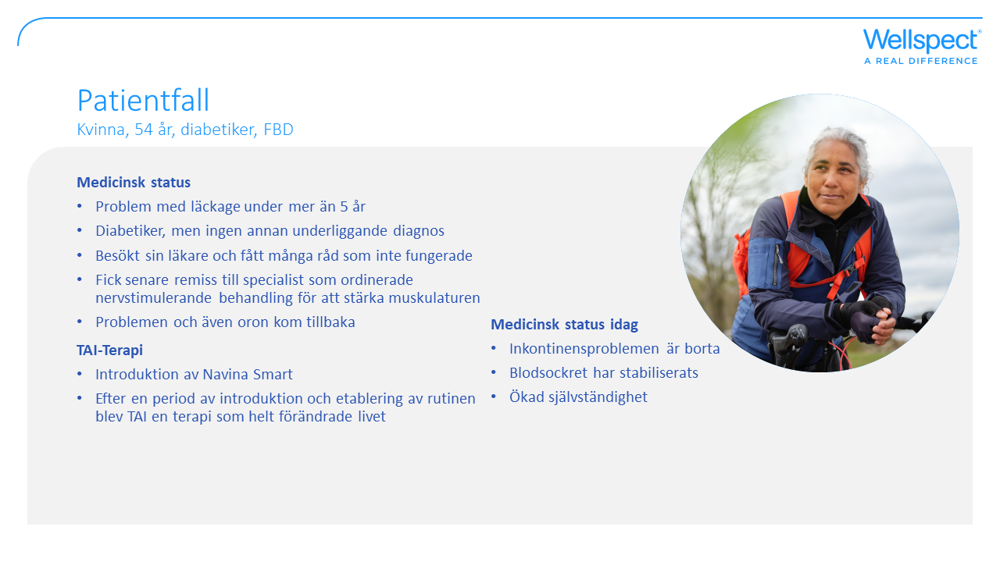 Wellspect®
A REAL DIFFERENCE
Patientfall
Kvinna, 54 år, diabetiker, FBD
Medicinsk status
• Problem med läckage under mer än 5 år
• Diabetiker, men ingen annan underliggande diagnos
• Besökt sin läkare och fått många råd som inte fungerade
• Fick senare remiss till specialist som ordinerade
nervstimulerande behandling för att stärka muskulaturen
• Problemen och även oron kom tillbaka
TAI-Terapi
• Introduktion av Navina Smart
• Efter en period av introduktion och etablering av rutinen
blev TAI en terapi som helt förändrade livet
Medicinsk status idag
• Inkontinensproblemen är borta
• Blodsockret har stabiliserats
• Ökad självständighet